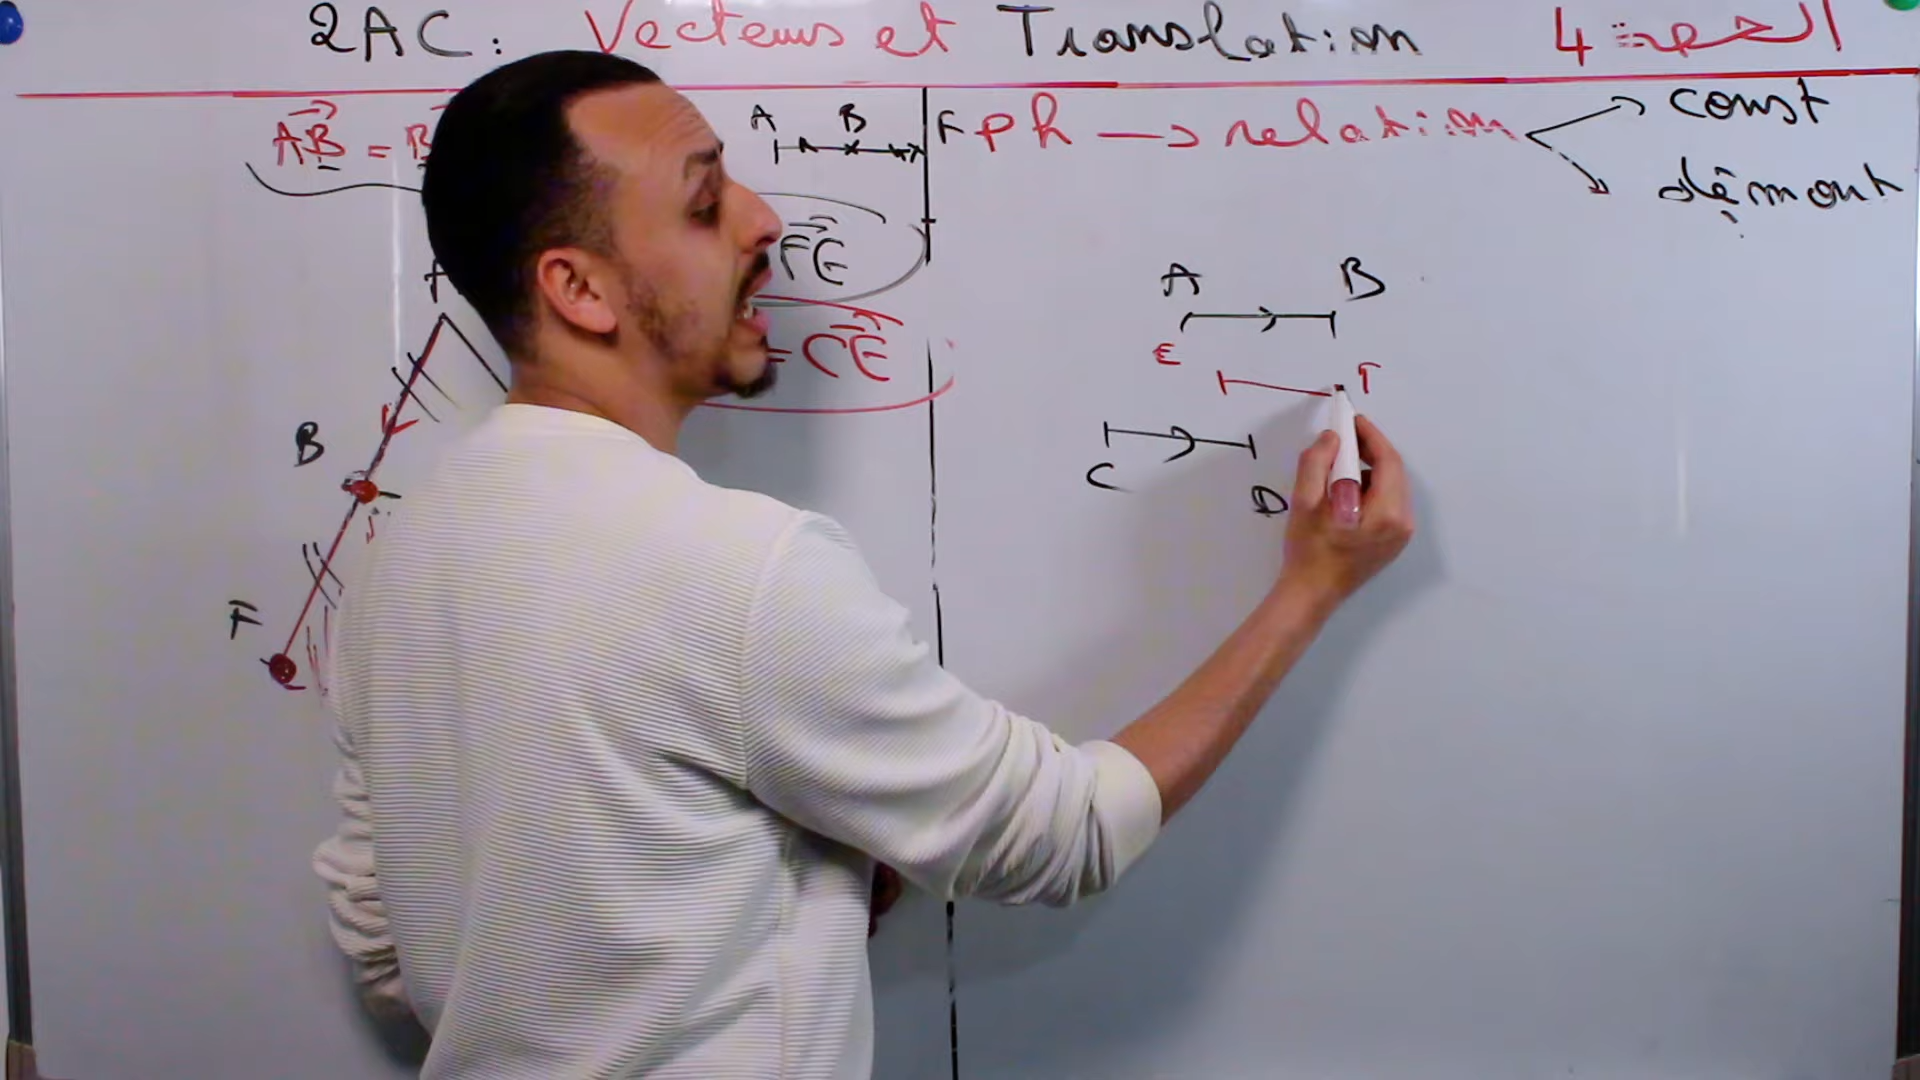 2AC: Vecteurs et Translation الحصة 4
AB = B
A B F
FE
= CE
B
F
ph → relation
const
démont
A B
E T
C D